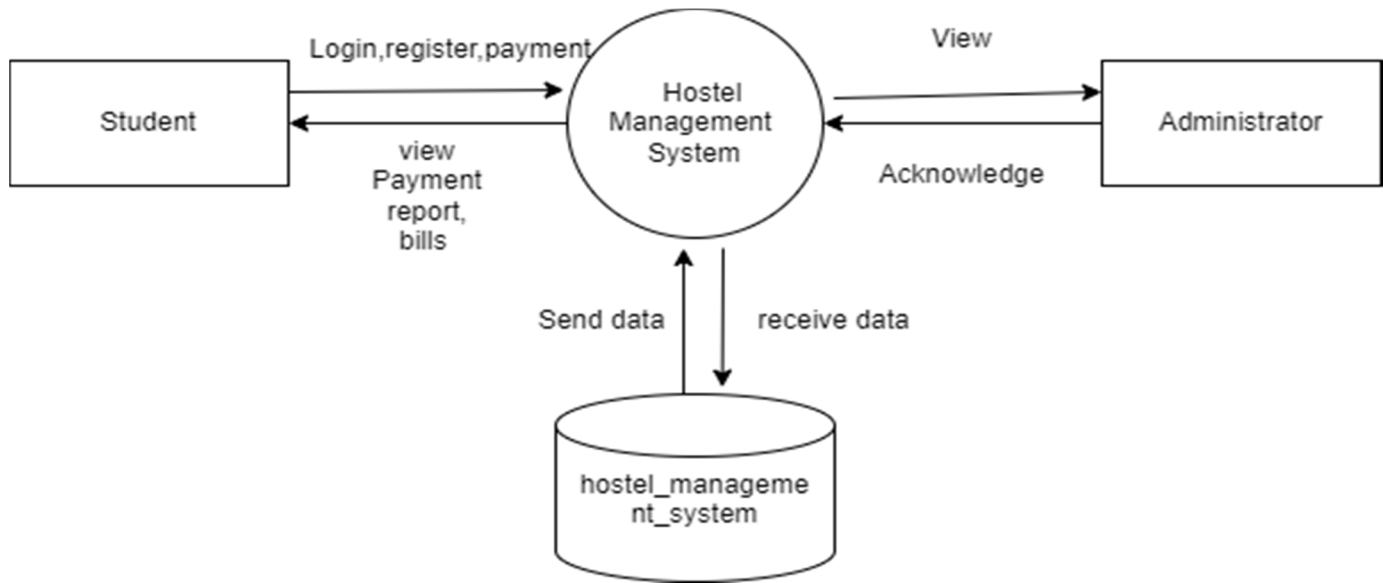 Login,register,payment
View
Student
Hostel
Management
System
Administrator
view
Payment
report,
bills
Acknowledge
Send data
receive data
hostel_manageme
nt_system